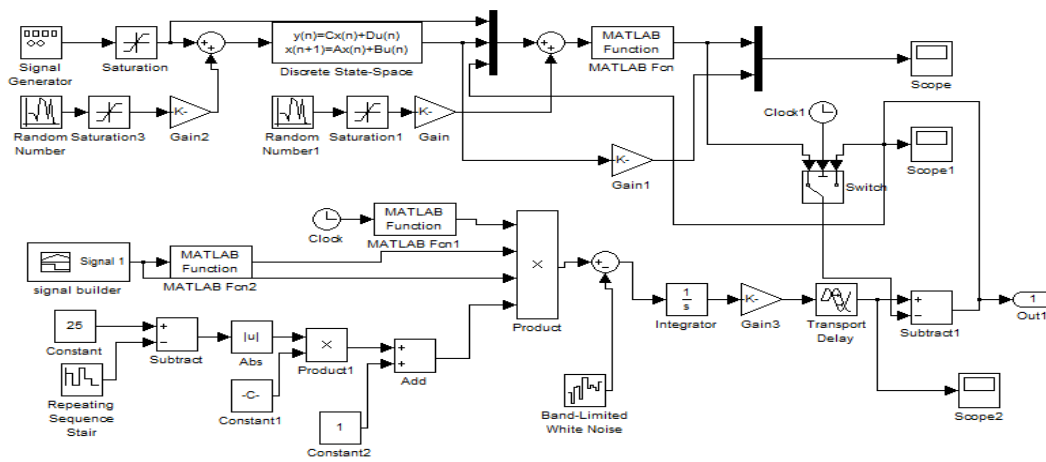 y(n)=Cx(n)+Du(n)
x(n+1)=Ax(n)+Bu(n)
MATLAB
Function
Signal
Generator
Saturation
Discrete State-Space
MATLAB Fcn
Scope
K-
K-
Clock1
Random
Number
Saturation3
Gain2
Random
Number1
Saturation1
Gain
K-
Gain1
Switch
Scope1
MATLAB
Function
Clock
MATLAB Fcn1
Signal 1
MATLAB
Function
signal builder
MATLAB Fcn2
Product
1
s
K-
Integrator
Gain3
Transport
Delay
Subtract1
1
Out1
25
Constant
Subtract
|u|
Abs
Product1
Add
Repeating
Sequence
Stair
-C-
Constant1
1
Constant2
Band-Limited
White Noise
Scope2